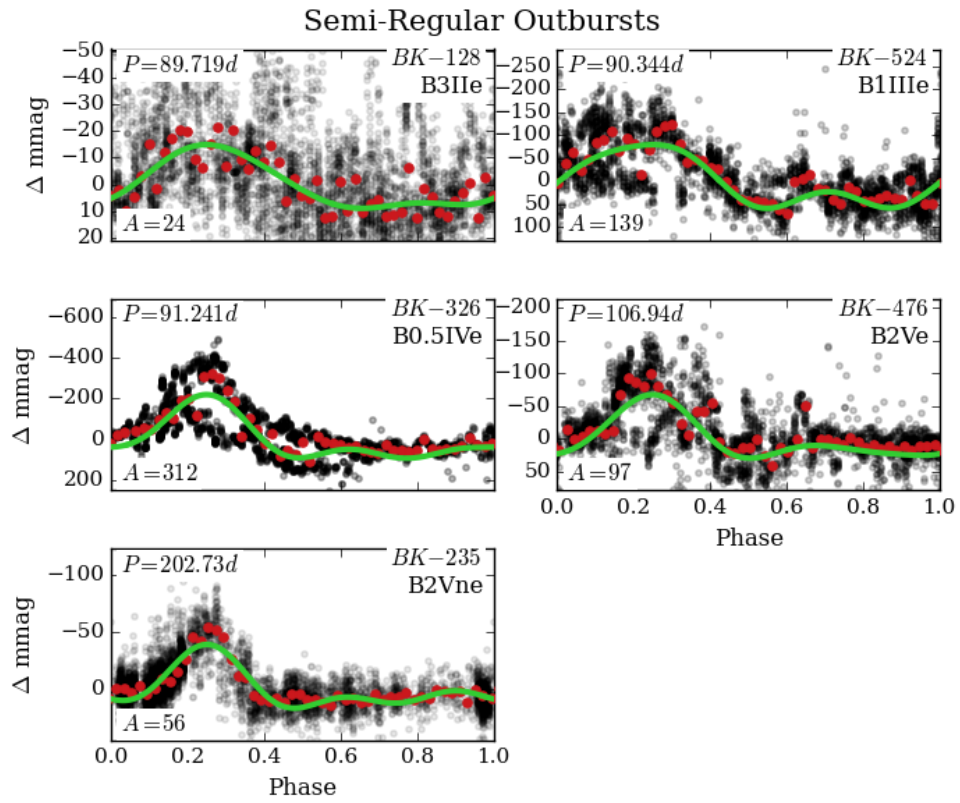 Semi-Regular Outbursts
P=89.719d
BK−128
B3IIe
A=24
−50
−40
−30
−20
−10
0
10
20
Δ mmag
P=90.344d
BK−524
B1IIIe
A=139
−250
−200
−150
−100
−50
0
50
100
P=91.241d
BK−326
B0.5IVe
A=312
−600
−400
−200
0
200
Δ mmag
P=106.94d
BK−476
B2Ve
A=97
−200
−150
−100
−50
0
50
0.0 0.2 0.4 0.6 0.8 1.0
Phase
P=202.73d
BK−235
B2Vne
A=56
−100
−50
0
Δ mmag
0.0 0.2 0.4 0.6 0.8 1.0
Phase